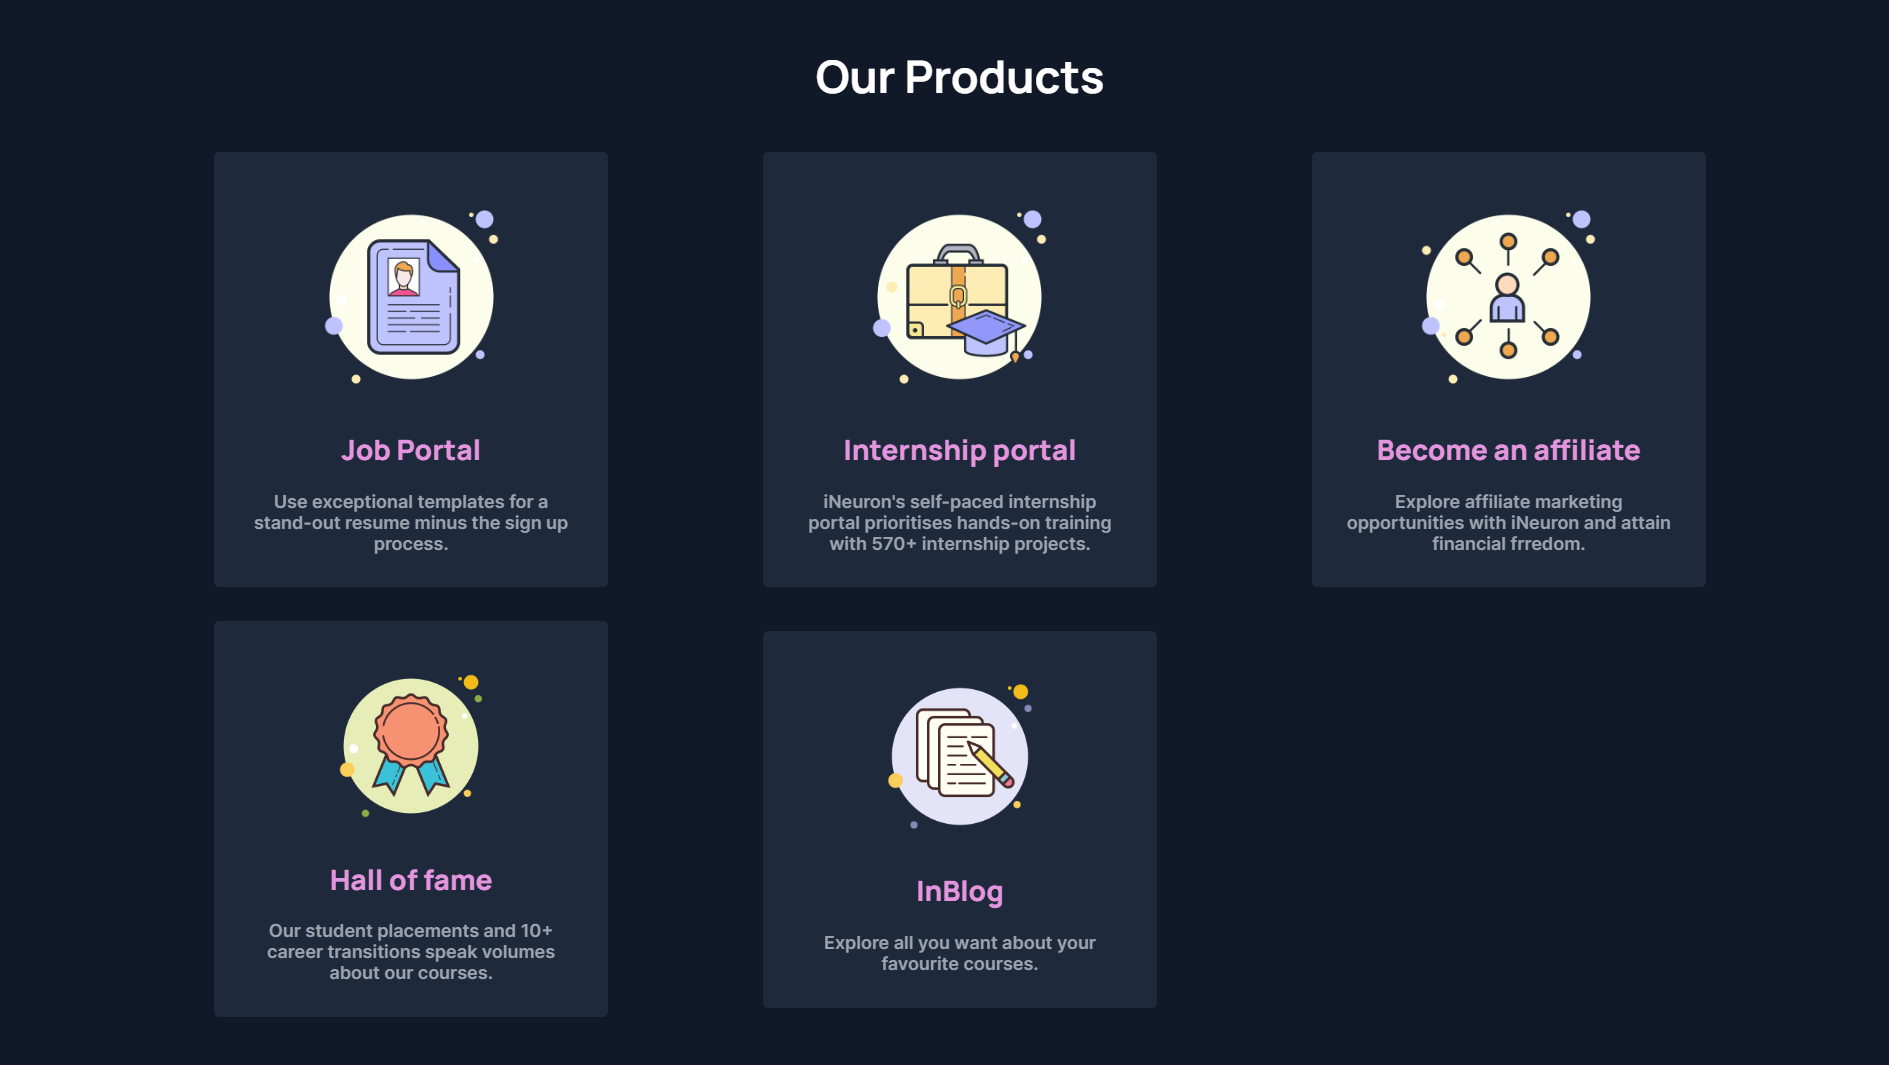 Our Products
Job Portal
Use exceptional templates for a
stand-out resume minus the sign up
process.
Internship portal
iNeuron's self-paced internship
portal prioritises hands-on training
with 570+ internship projects.
Become an affiliate
Explore affiliate marketing
opportunities with iNeuron and attain
financial frredom.
Hall of fame
Our student placements and 10+
career transitions speak volumes
about our courses.
InBlog
Explore all you want about your
favourite courses.